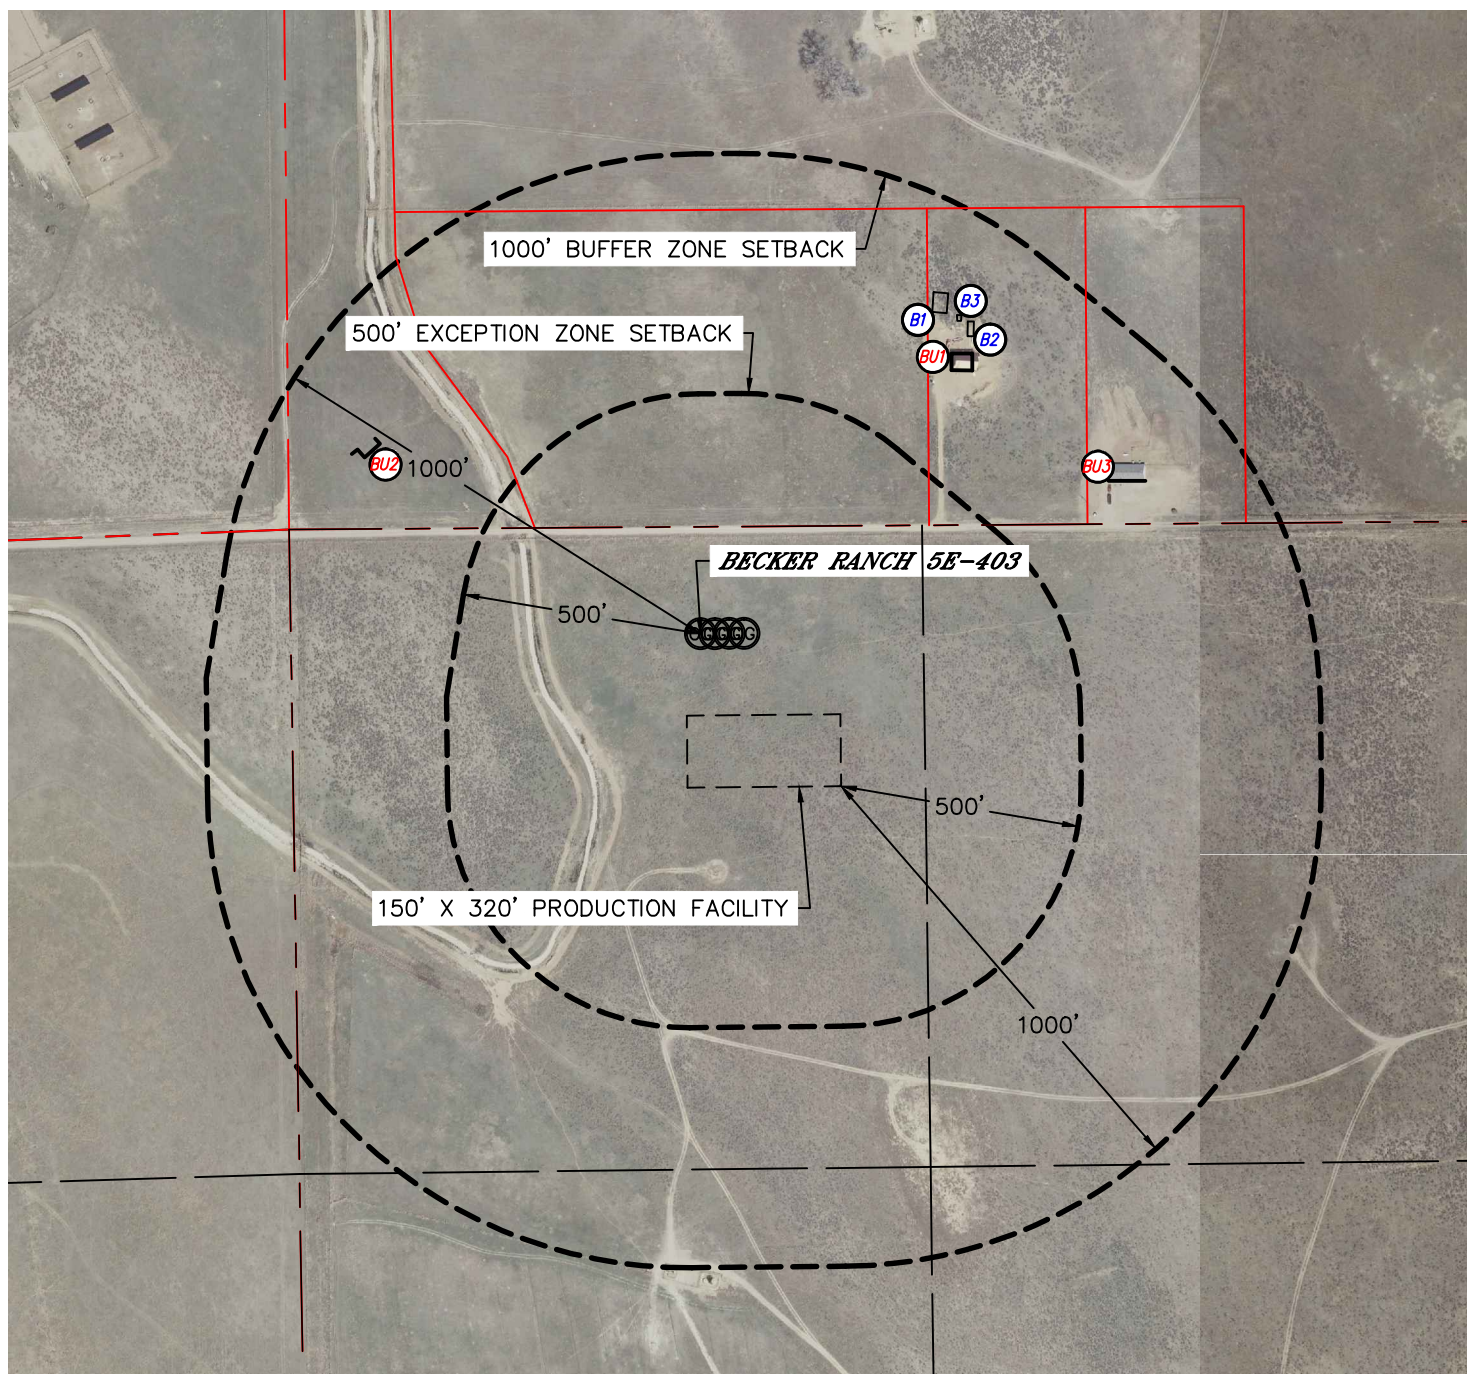 1000' BUFFER ZONE SETBACK
B3
B1
500' EXCEPTION ZONE SETBACK
B2
BU1
BU2
1000'
BU3
BECKER RANCH 5E-403
500'
G G G G
500'
150' X 320' PRODUCTION FACILITY
1000'